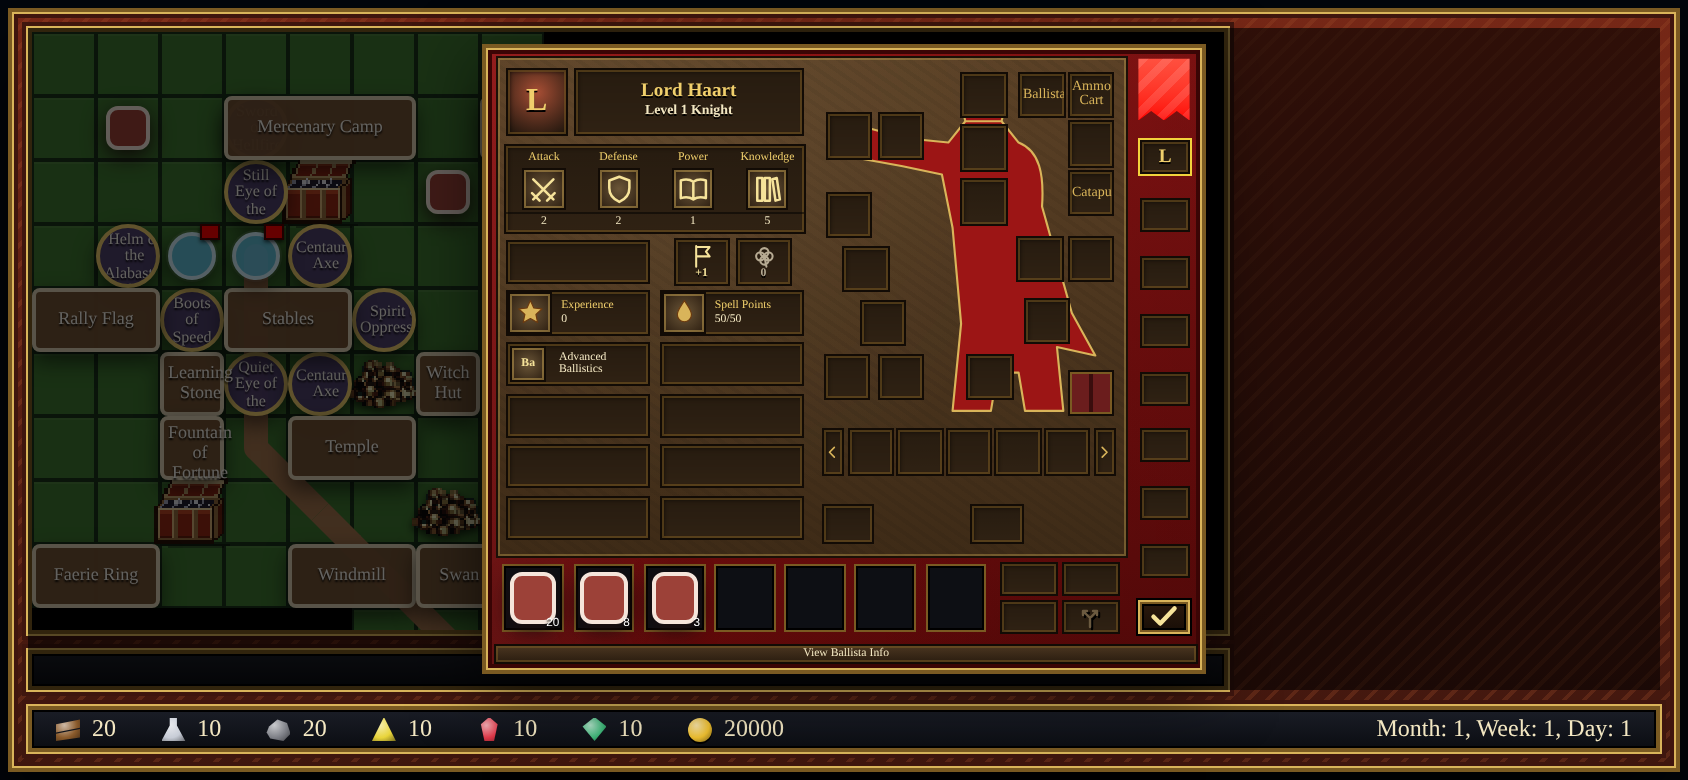 Mercenary Camp
Still
Eye of
the
Helm
the
Alabast
Centaur
Axe
Rally Flag
Boots
of
Speed
Stables
Spirit
Oppress
Learning
Stone
Quiet
Eye of
the
Centaur
Axe
Witch
Hut
Fountain
of
Fortune
Temple
Faerie Ring
Windmill
Swan
L
Lord Haart
Level 1 Knight
Attack
Defense
Power
Knowledge
2
2
1
5
+1
0
Experience
0
Spell Points
50/50
Ba
Advanced
Ballistics
Ballista
Ammo
Cart
Catapu
L
20
8
3
View Ballista Info
20
10
20
10
10
10
20000
Month: 1, Week: 1, Day: 1